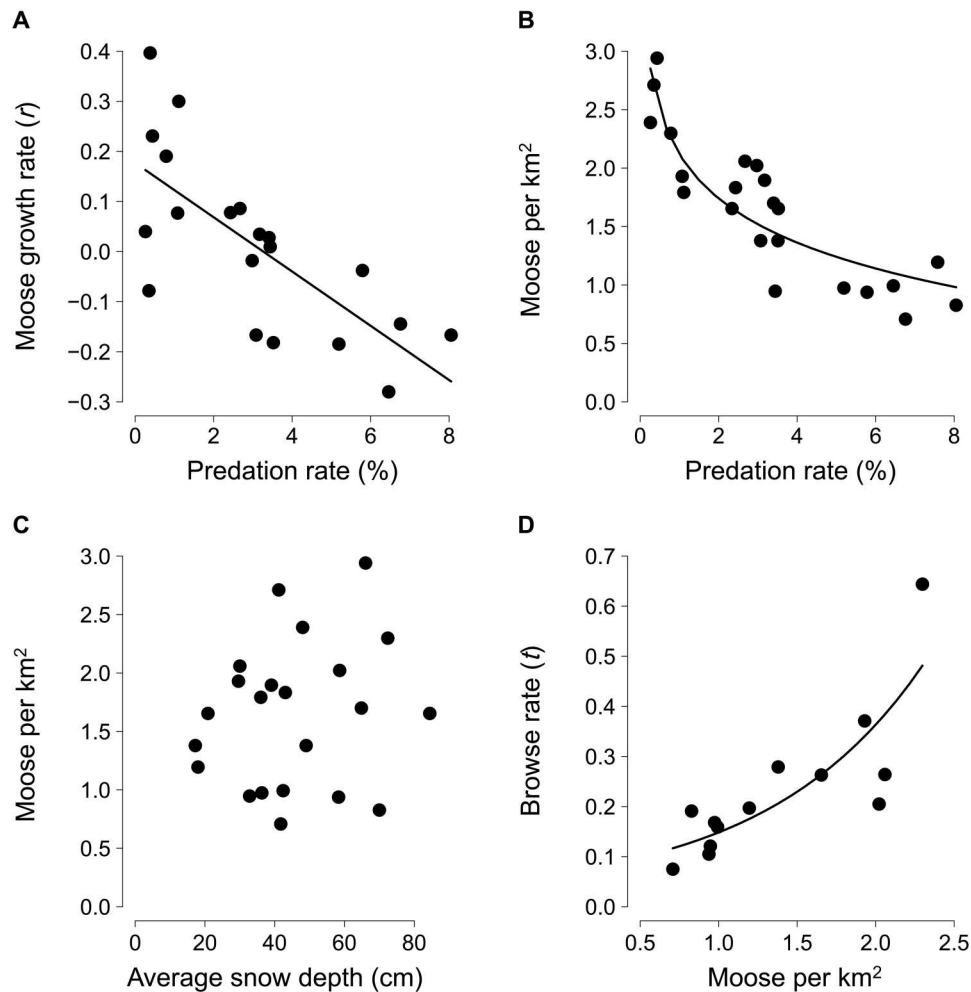 A
Moose growth rate (r)
0.4
0.3
0.2
0.1
0.0
−0.1
−0.2
−0.3
0 2 4 6 8
Predation rate (%)
B
Moose per km²
3.0
2.5
2.0
1.5
1.0
0.5
0.0
0 2 4 6 8
Predation rate (%)
C
Moose per km²
3.0
2.5
2.0
1.5
1.0
0.5
0.0
0 20 40 60 80
Average snow depth (cm)
D
Browse rate (t)
0.7
0.6
0.5
0.4
0.3
0.2
0.1
0.0
0.5 1.0 1.5 2.0 2.5
Moose per km²